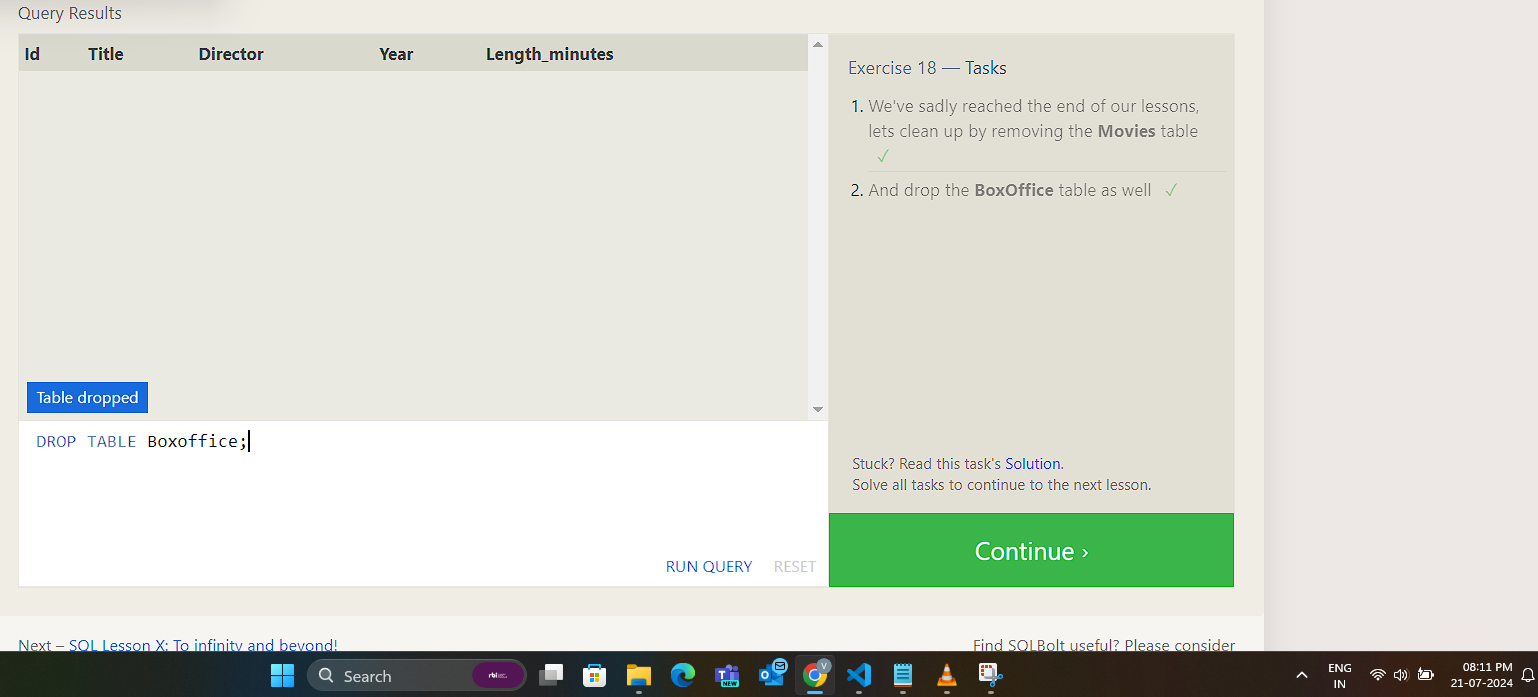 Query Results
Id Title Director Year Length_minutes
Table dropped
DROP TABLE Boxoffice;
RUN QUERY RESET
Exercise 18 — Tasks
1. We've sadly reached the end of our lessons,
lets clean up by removing the Movies table
✓
2. And drop the BoxOffice table as well ✓
Stuck? Read this task's Solution.
Solve all tasks to continue to the next lesson.
Continue ›
Next – SQL Lesson X: To infinity and beyond!
Find SQLBolt useful? Please consider
Search
NEW
V
ENG
IN
08:11 PM
21-07-2024